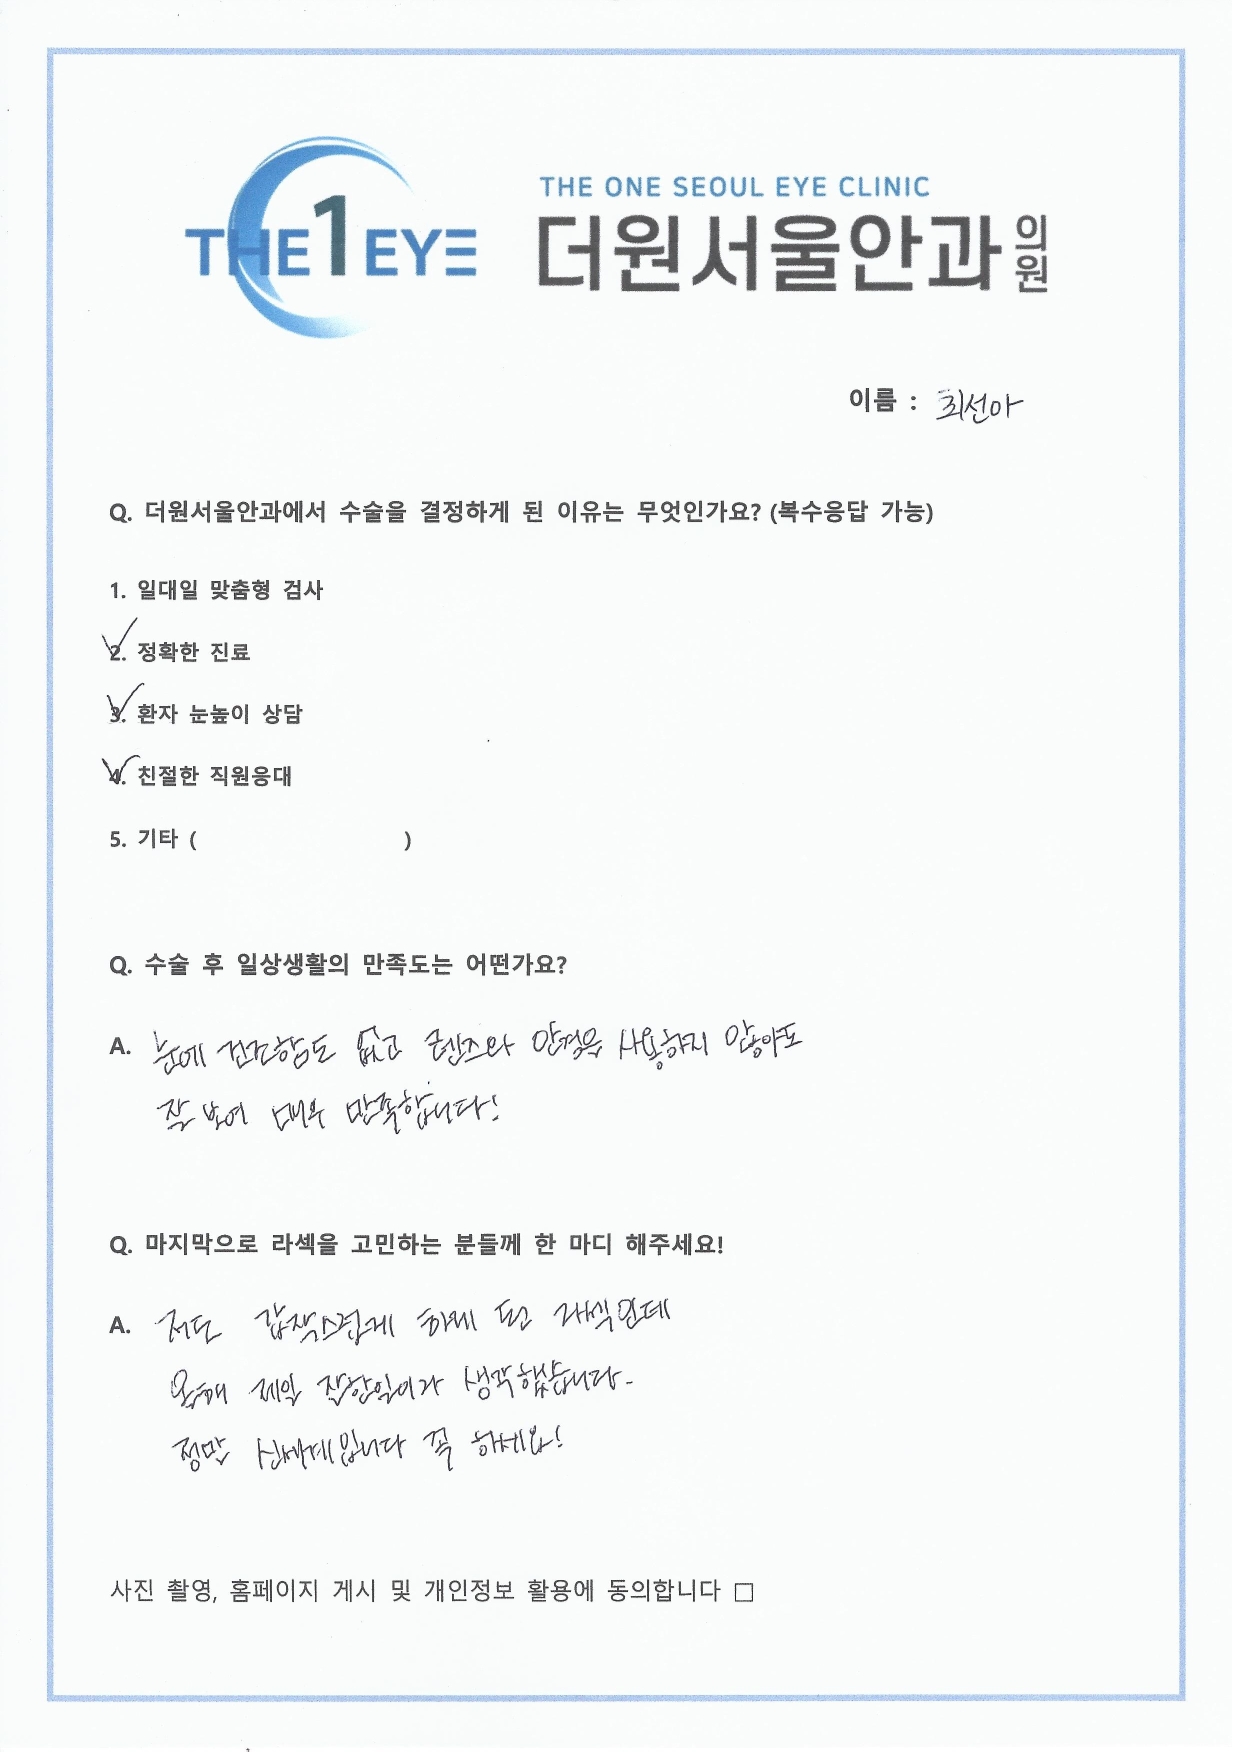 THE1EYE
THE ONE SEOUL EYE CLINIC
더원서울안과의원
이름 : 최선아
Q. 더원서울안과에서 수술을 결정하게 된 이유는 무엇인가요? (복수응답 가능)
1. 일대일 맞춤형 검사
2. 정확한 진료
3. 환자 눈높이 상담
4. 친절한 직원응대
5. 기타 ( )
Q. 수술 후 일상생활의 만족도는 어떤가요?
A. 눈에 건조함도 없고 렌즈와 안경을 사용하지 않아도
잘 보여 매우 만족합니다!
Q. 마지막으로 라섹을 고민하는 분들께 한 마디 해주세요!
A. 저도 갑작스럽게 하게 된 라섹인데
올해 제일 잘한일이라 생각했습니다.
정말 신세계입니다 꼭 하세요!
사진 촬영, 홈페이지 게시 및 개인정보 활용에 동의합니다 □